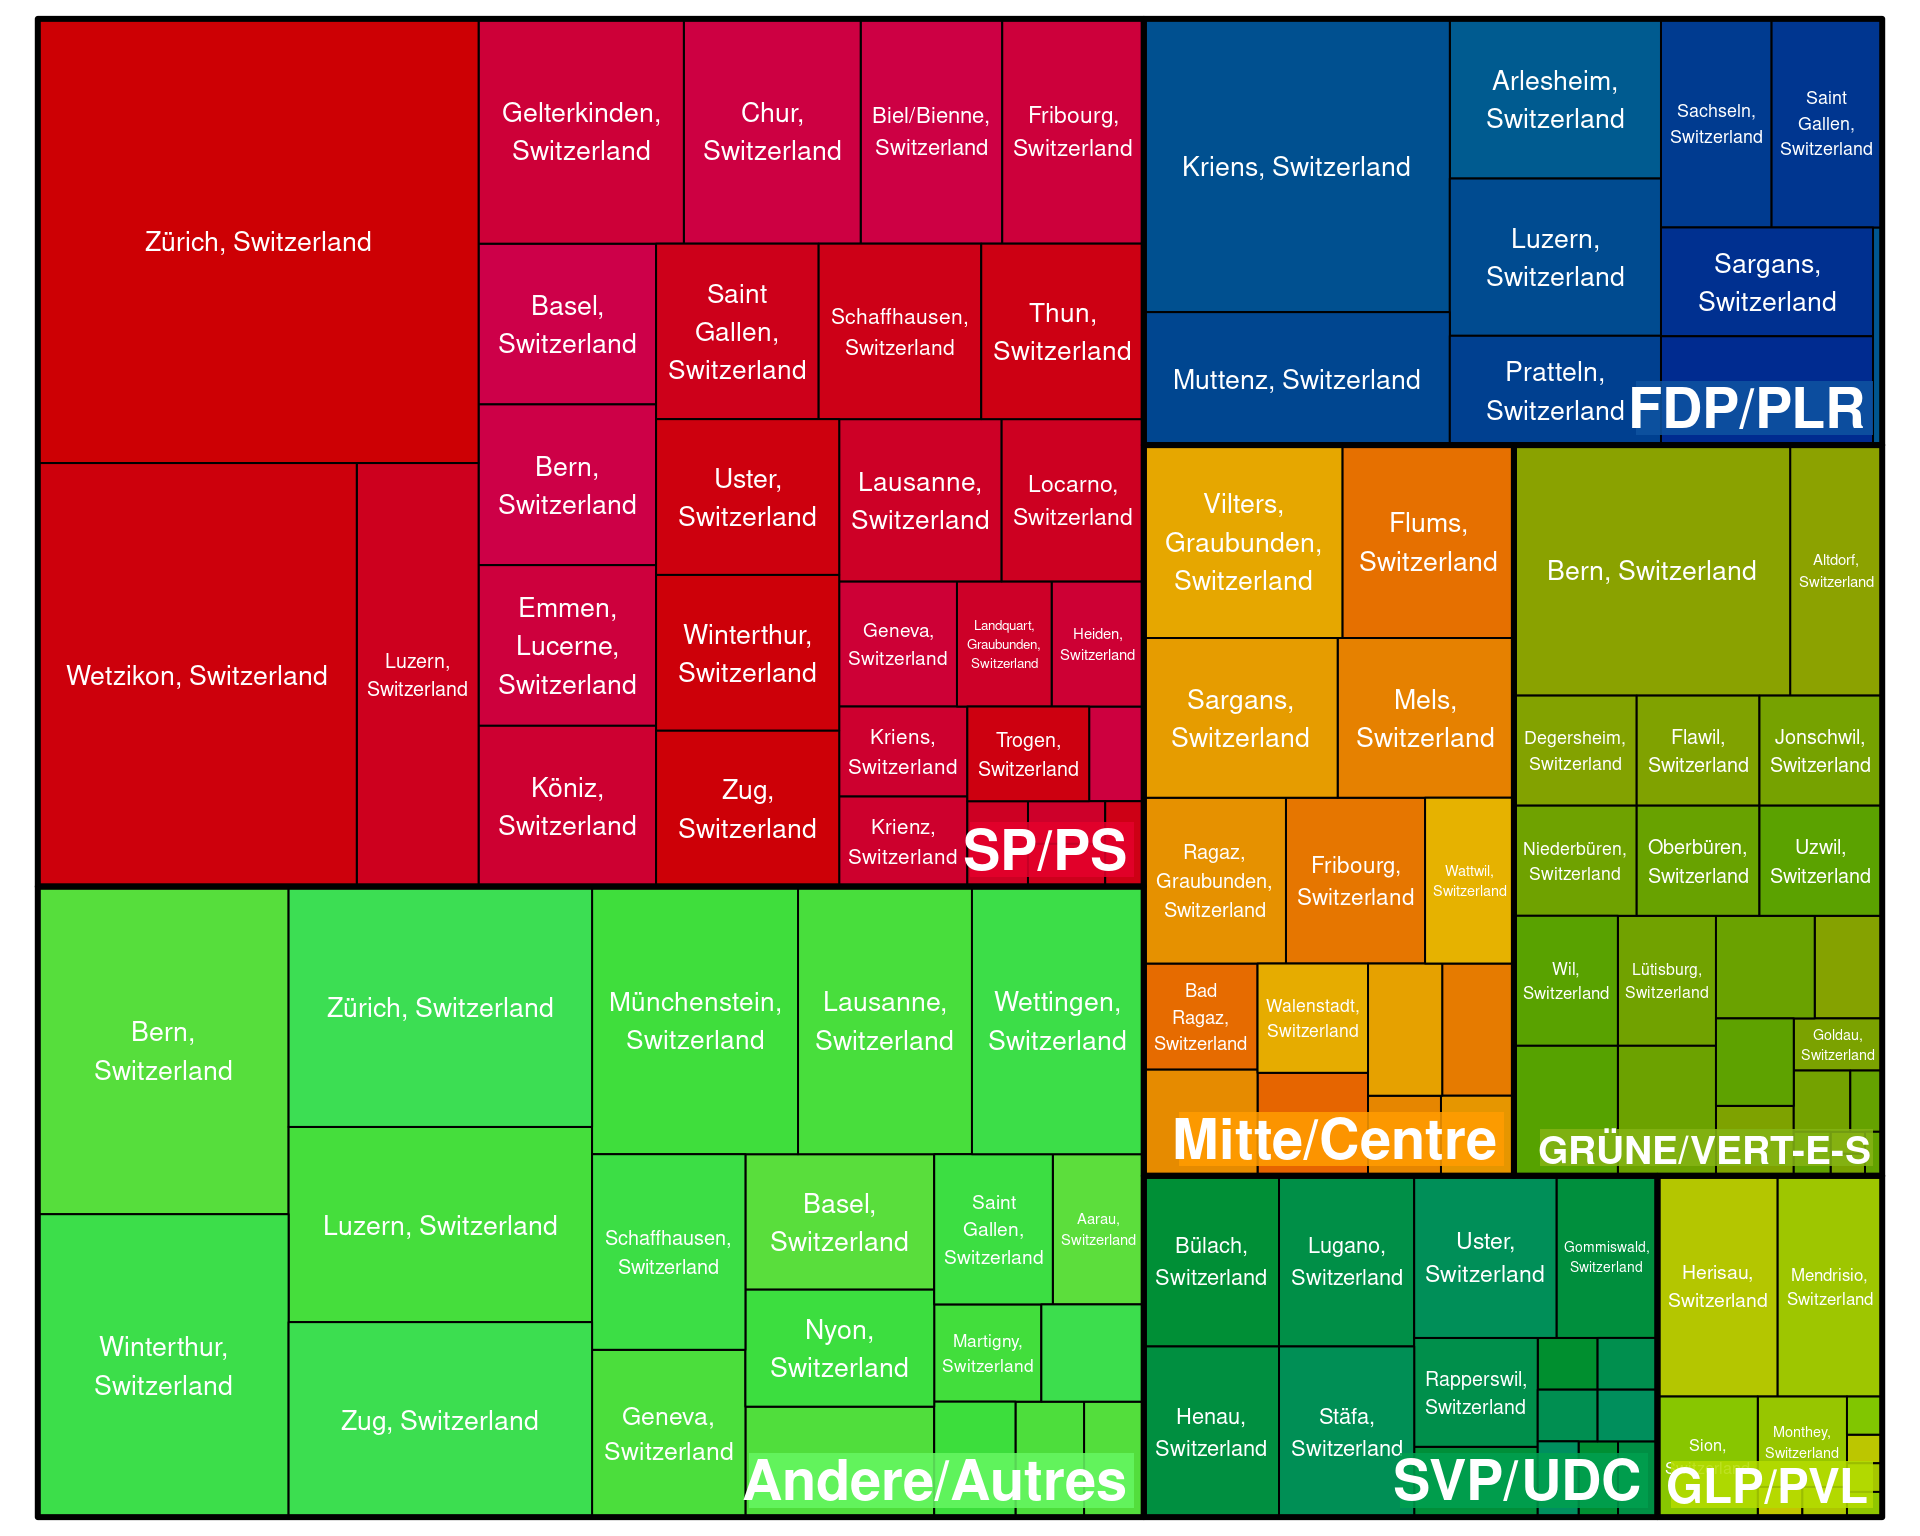 Zürich, Switzerland
Wetzikon, Switzerland
Luzern,
Switzerland
Gelterkinden,
Switzerland
Chur,
Switzerland
Biel/Bienne,
Switzerland
Fribourg,
Switzerland
Basel,
Switzerland
Bern,
Switzerland
Emmen,
Lucerne,
Switzerland
Köniz,
Switzerland
Saint
Gallen,
Switzerland
Schaffhausen,
Switzerland
Thun,
Switzerland
Uster,
Switzerland
Winterthur,
Switzerland
Zug,
Switzerland
Lausanne,
Switzerland
Locarno,
Switzerland
Geneva,
Switzerland
Landquart,
Graubunden,
Switzerland
Heiden,
Switzerland
Kriens,
Switzerland
Krienz,
Switzerland
Trogen,
Switzerland
SP/PS
Kriens, Switzerland
Muttenz, Switzerland
Arlesheim,
Switzerland
Luzern,
Switzerland
Pratteln,
Switzerland
Sachseln,
Switzerland
Saint
Gallen,
Switzerland
Sargans,
Switzerland
FDP/PLR
Vilters,
Graubunden,
Switzerland
Flums,
Switzerland
Sargans,
Switzerland
Mels,
Switzerland
Ragaz,
Graubunden,
Switzerland
Fribourg,
Switzerland
Wattwil,
Switzerland
Bad
Ragaz,
Switzerland
Walenstadt,
Switzerland
Mitte/Centre
Bern, Switzerland
Altdorf,
Switzerland
Degersheim,
Switzerland
Flawil,
Switzerland
Jonschwil,
Switzerland
Niederbüren,
Switzerland
Oberbüren,
Switzerland
Uzwil,
Switzerland
Wil,
Switzerland
Lütisburg,
Switzerland
Goldau,
Switzerland
GRÜNE/VERT-E-S
Bern,
Switzerland
Winterthur,
Switzerland
Zürich, Switzerland
Luzern, Switzerland
Zug, Switzerland
Münchenstein,
Switzerland
Lausanne,
Switzerland
Wettingen,
Switzerland
Schaffhausen,
Switzerland
Geneva,
Switzerland
Basel,
Switzerland
Nyon,
Switzerland
Saint
Gallen,
Switzerland
Aarau,
Switzerland
Martigny,
Switzerland
Andere/Autres
Bülach,
Switzerland
Henau,
Switzerland
Lugano,
Switzerland
Stäfa,
Switzerland
Uster,
Switzerland
Gommiswald,
Switzerland
Rapperswil,
Switzerland
SVP/UDC
Herisau,
Switzerland
Mendrisio,
Switzerland
Sion,
Monthey,
Switzerland
GLP/PVL